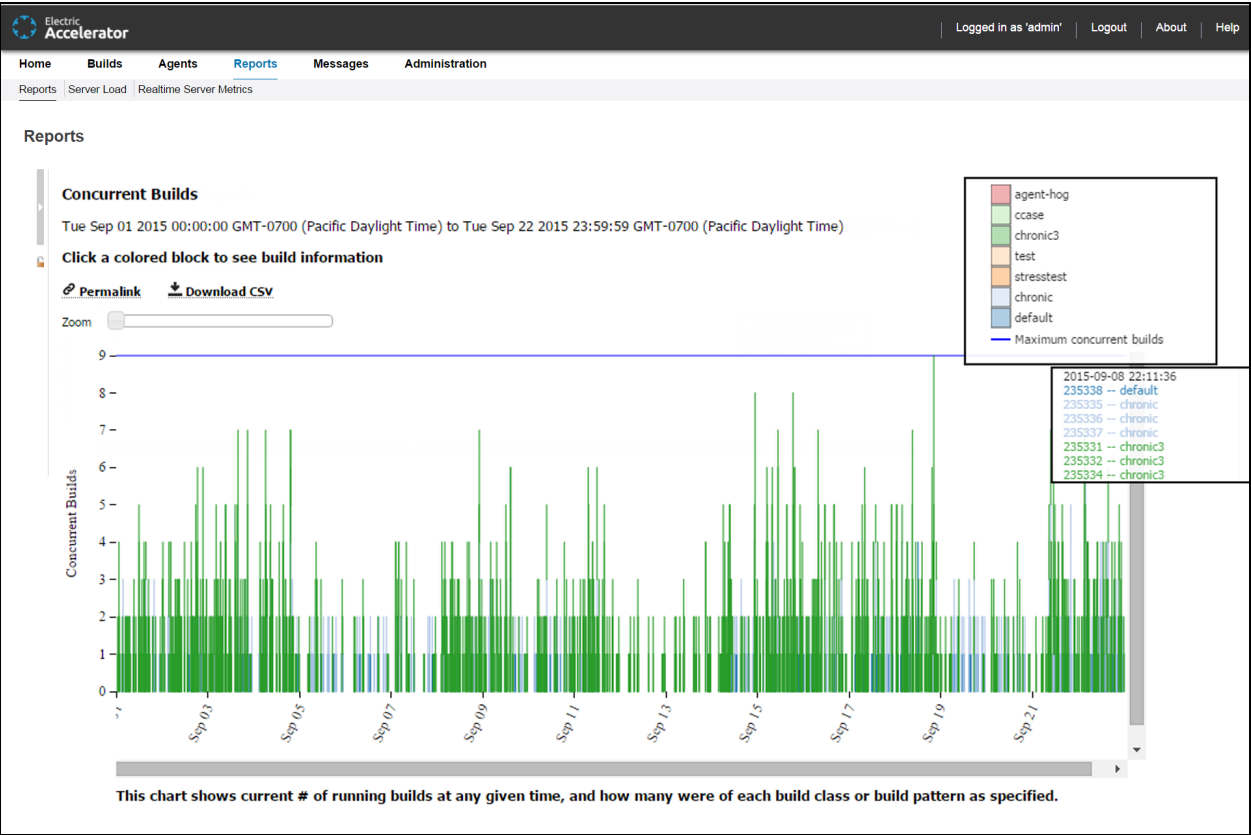 Electric
Accelerator
Logged in as 'admin' Logout About Help
Home Builds Agents Reports Messages Administration
Reports Server Load Realtime Server Metrics
Reports
Concurrent Builds
Tue Sep 01 2015 00:00:00 GMT-0700 (Pacific Daylight Time) to Tue Sep 22 2015 23:59:59 GMT-0700 (Pacific Daylight Time)
Click a colored block to see build information
Permalink Download CSV
Zoom
agent-hog
ccase
chronic3
test
stresstest
chronic
default
Maximum concurrent builds
2015-09-08 22:11:36
235338 -- default
235335 -- chronic
235336 -- chronic
235337 -- chronic
235331 -- chronic3
235332 -- chronic3
235334 -- chronic3
Concurrent Builds
9
8
7
6
5
4
3
2
1
0
Sep 03 Sep 05 Sep 07 Sep 09 Sep 11 Sep 13 Sep 15 Sep 17 Sep 19 Sep 21
This chart shows current # of running builds at any given time, and how many were of each build class or build pattern as specified.